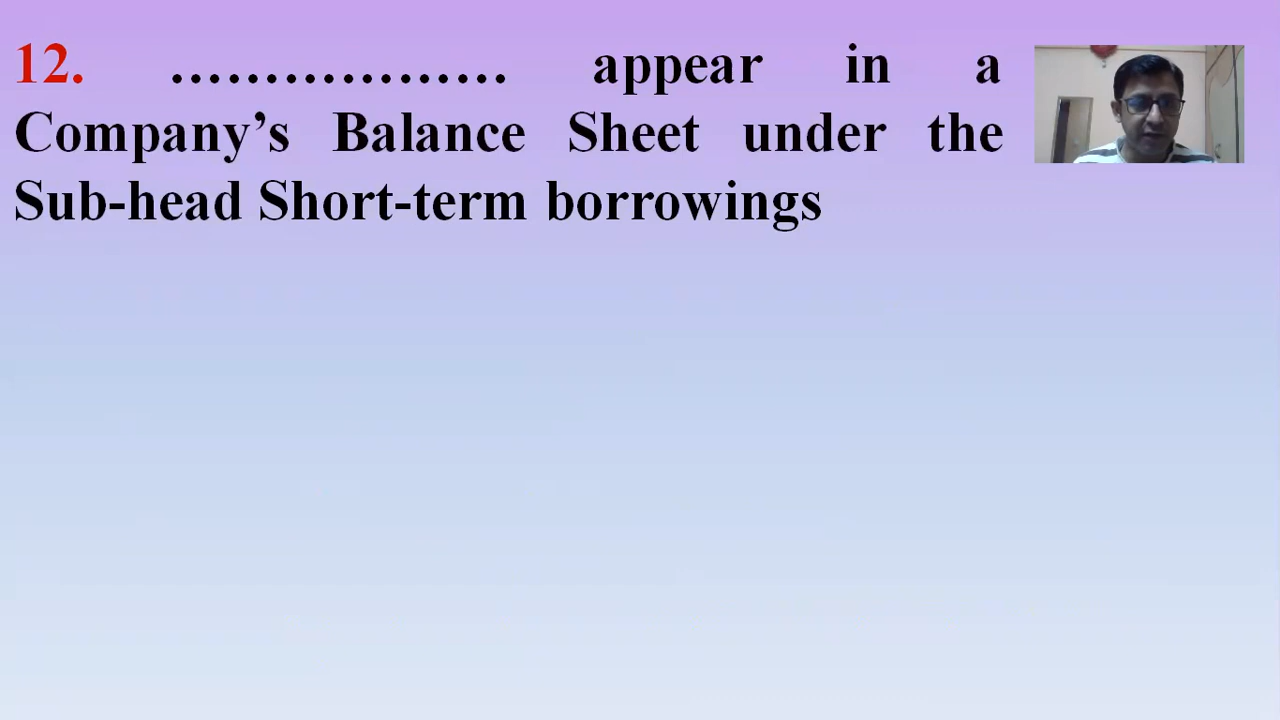 12. .................. appear in a
Company’s Balance Sheet under the
Sub-head Short-term borrowings